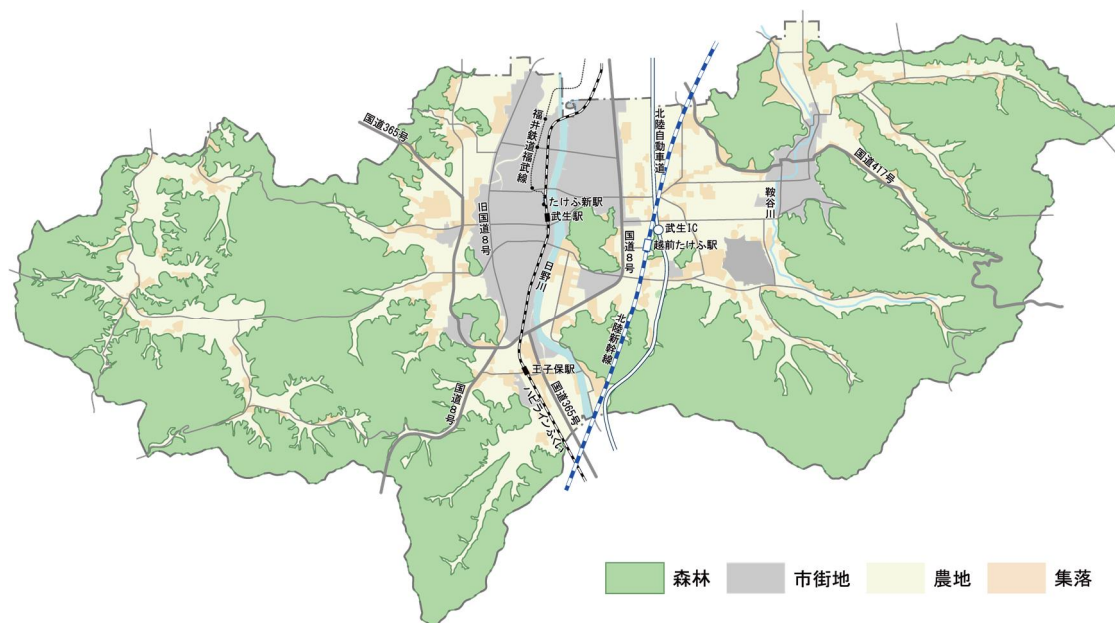 国道365号
福井鉄道福武線
北陸自動車道
国道417号
鞍谷川
たけふ新駅
武生駅
旧国道8号
国道8号
武生IC
越前たけふ駅
日野川
北陸新幹線
王子保駅
国道8号
国道365号
ハピラインふくい
森林
市街地
農地
集落